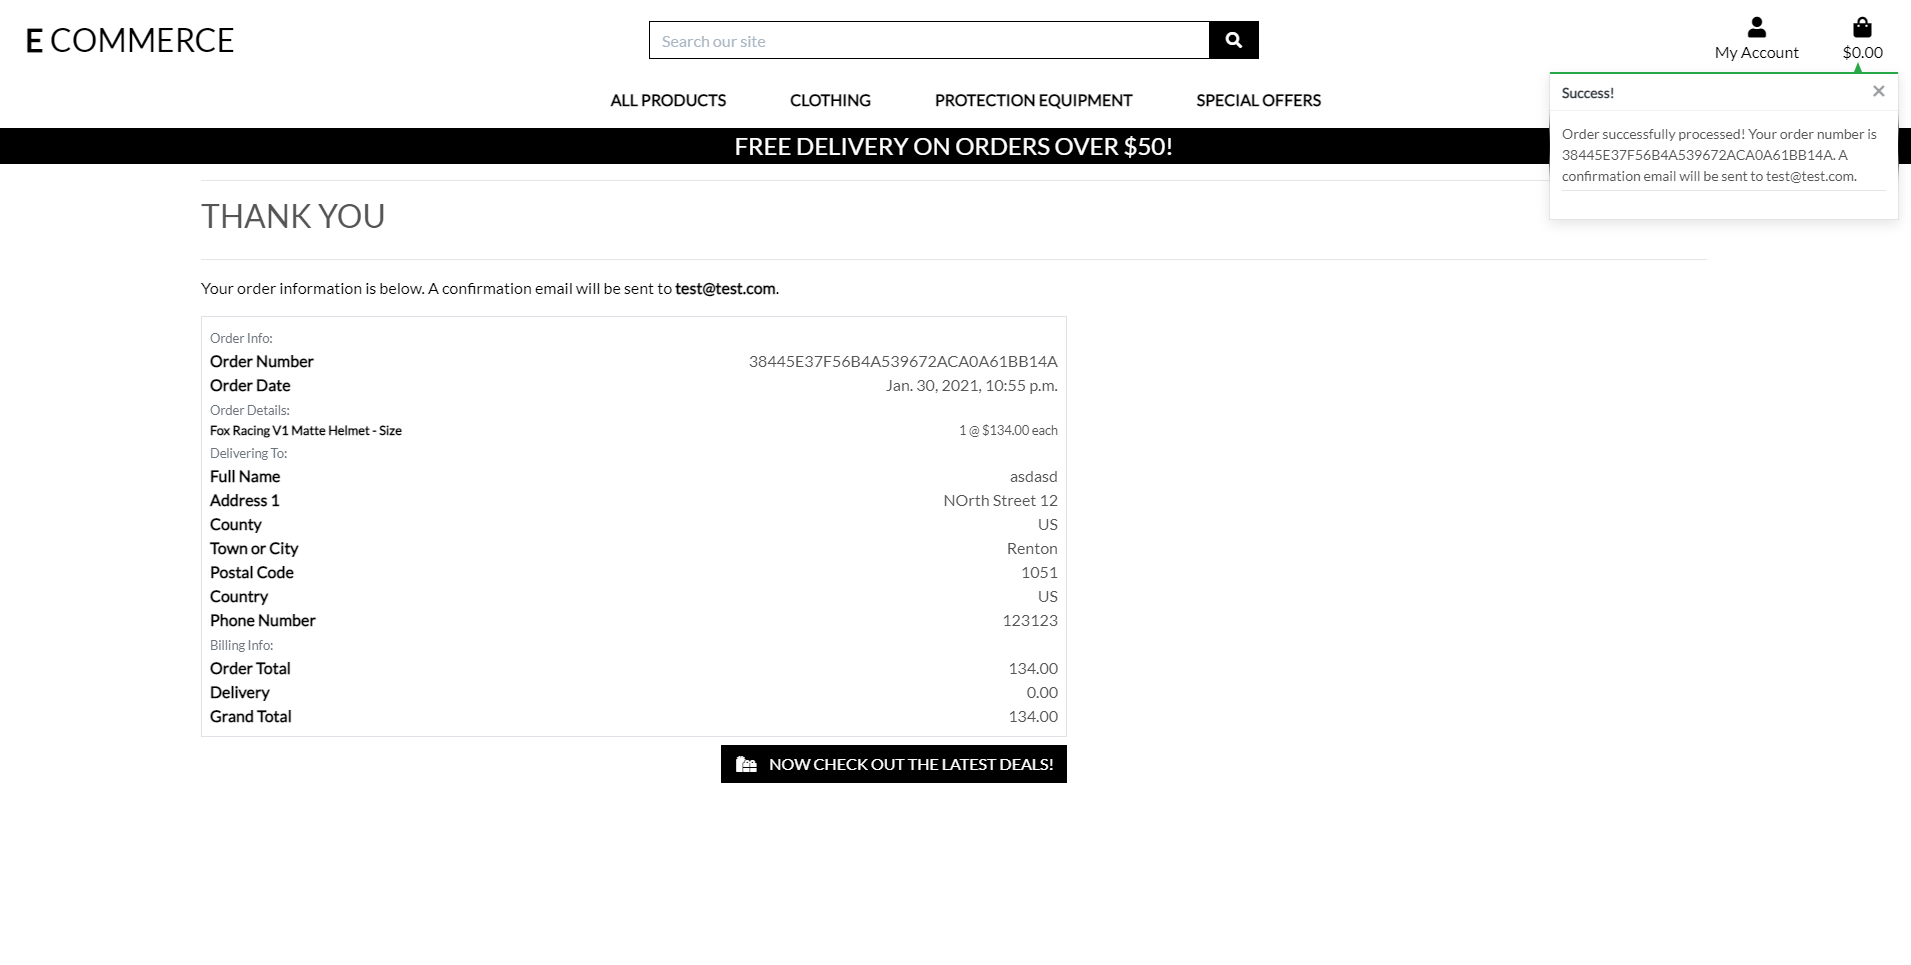 E COMMERCE
Search our site
My Account
$0.00
ALL PRODUCTS
CLOTHING
PROTECTION EQUIPMENT
SPECIAL OFFERS
Success!
×
Order successfully processed! Your order number is
38445E37F56B4A539672ACA0A61BB14A. A
confirmation email will be sent to test@test.com.
FREE DELIVERY ON ORDERS OVER $50!
THANK YOU
Your order information is below. A confirmation email will be sent to test@test.com.
Order Info:
Order Number 38445E37F56B4A539672ACA0A61BB14A
Order Date Jan. 30, 2021, 10:55 p.m.
Order Details:
Fox Racing V1 Matte Helmet - Size 1 @ $134.00 each
Delivering To:
Full Name asdasd
Address 1 NOrth Street 12
County US
Town or City Renton
Postal Code 1051
Country US
Phone Number 123123
Billing Info:
Order Total 134.00
Delivery 0.00
Grand Total 134.00
NOW CHECK OUT THE LATEST DEALS!